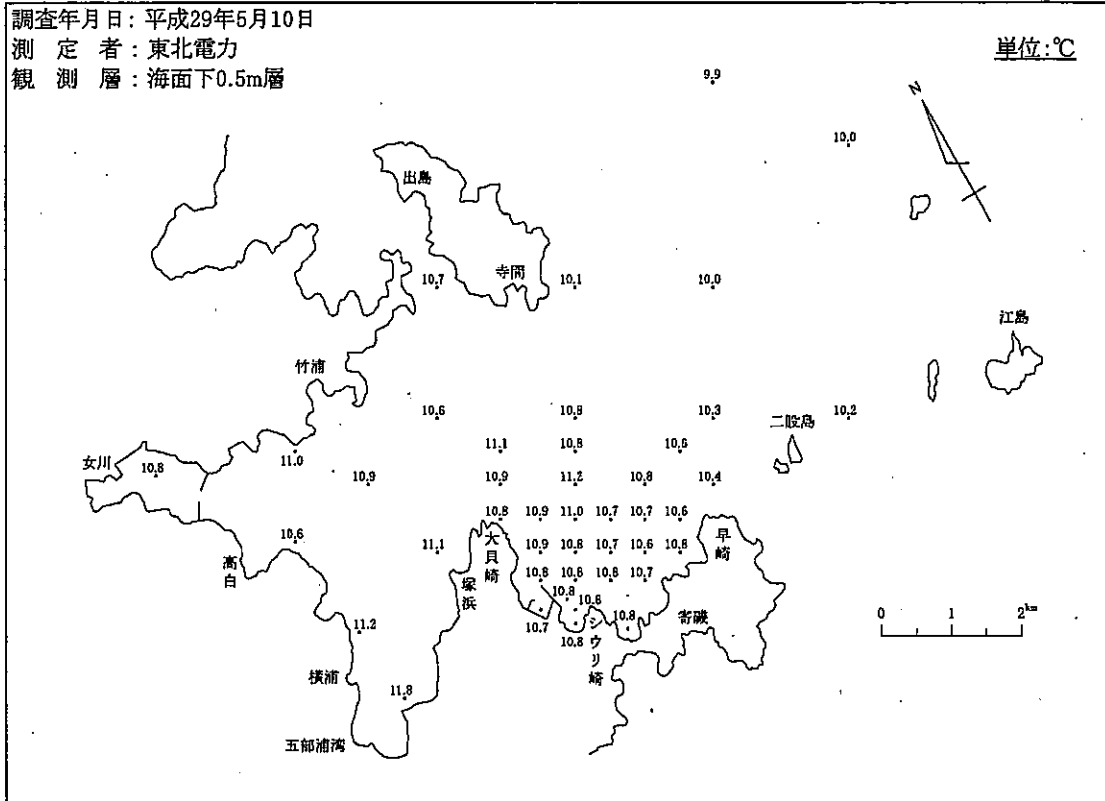 調査年月日：平成29年5月10日
測 定 者：東北電力
観 測 層：海面下0.5m層
単位：℃
9.9
N
10.0
出島
寺間
10.7
10.1
10.0
江島
竹浦
10.6
10.8
10.3
10.2
二股島
11.1
10.8
10.6
女川
10.8
11.0
10.9
10.9
11.2
10.8
10.4
10.8
10.9
11.0
10.7
10.7
10.6
10.6
11.1
大貝崎
10.9
10.8
10.7
10.6
10.8
早崎
高白
塚浜
10.8
10.8
10.8
10.7
10.8
10.8
10.7
10.8
10.8
シウリ崎
寄磯
0 1 2km
11.2
横浦
11.8
五部浦湾